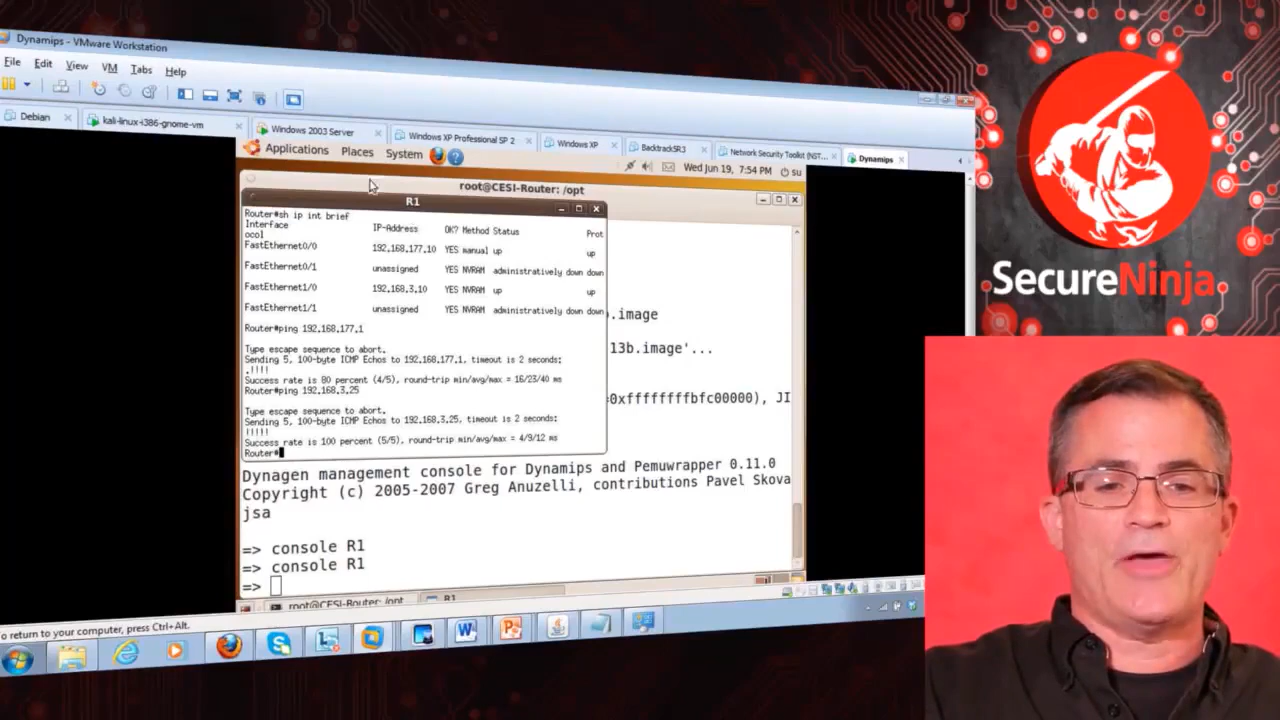 Dynamips - VMware Workstation
File Edit View VM Tabs Help
Debian
kali-linux-i386-gnome-vm
Windows 2003 Server
Windows XP Professional SP 2
Windows XP
Backtrack5R3
Network Security Toolkit (NST...
Dynamips
Applications Places System
Wed Jun 19, 7:54 PM su
root@CESI-Router: /opt
R1
Router#sh ip int brief
Interface IP-Address OK? Method Status Prot
ocol
FastEthernet0/0 192.168.177.10 YES manual up up
FastEthernet0/1 unassigned YES NVRAM administratively down down
FastEthernet1/0 192.168.3.10 YES NVRAM up up
FastEthernet1/1 unassigned YES NVRAM administratively down down
Router#ping 192.168.177.1
Type escape sequence to abort.
Sending 5, 100-byte ICMP Echos to 192.168.177.1, timeout is 2 seconds:
.!!!!
Success rate is 80 percent (4/5), round-trip min/avg/max = 16/23/40 ms
Router#ping 192.168.3.25
Type escape sequence to abort.
Sending 5, 100-byte ICMP Echos to 192.168.3.25, timeout is 2 seconds:
!!!!!
Success rate is 100 percent (5/5), round-trip min/avg/max = 4/9/12 ms
Router#
.image
13b.image'...
=0xffffffffbfc00000), JI
Dynagen management console for Dynamips and Pemuwrapper 0.11.0
Copyright (c) 2005-2007 Greg Anuzelli, contributions Pavel Skova
jsa
=> console R1
=> console R1
=>
root@CESI-Router: /opt
R1
To return to your computer, press Ctrl+Alt.
SecureNinja